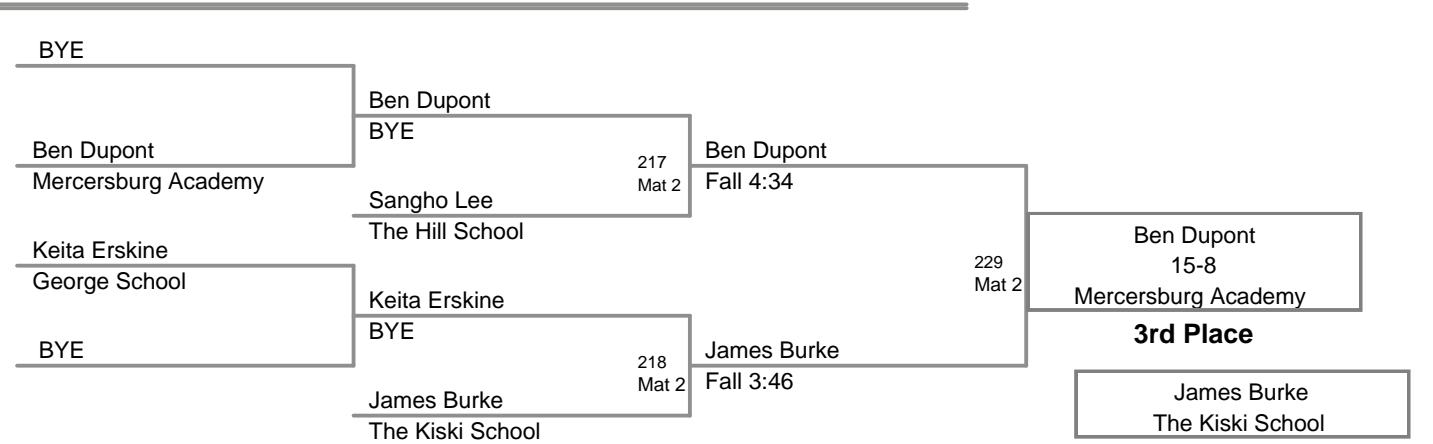 BYE
Ben Dupont
BYE
Ben Dupont
Mercersburg Academy
217
Mat 2
Ben Dupont
Fall 4:34
Sangho Lee
The Hill School
Keita Erskine
George School
229
Mat 2
Ben Dupont
15-8
Mercersburg Academy
3rd Place
Keita Erskine
BYE
BYE
218
Mat 2
James Burke
Fall 3:46
James Burke
The Kiski School
James Burke
The Kiski School